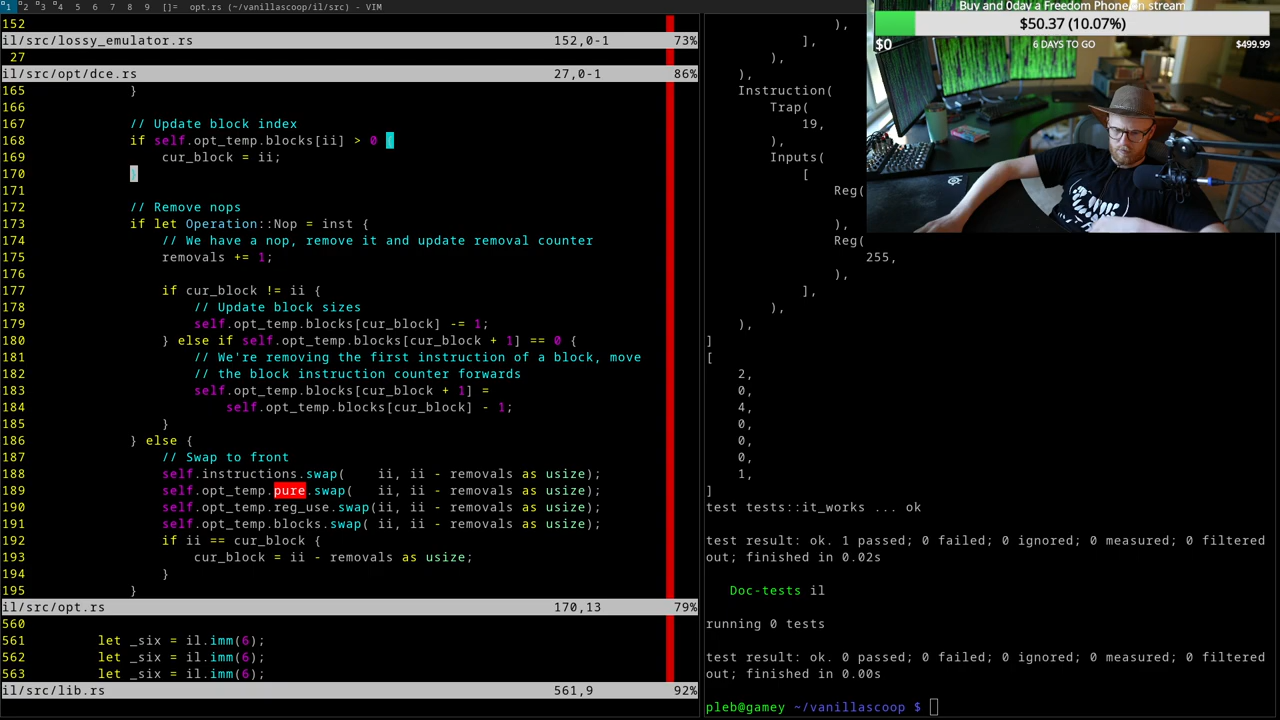 1 2 3 4 5 6 7 8 9 []= opt.rs (~/vanillascoop/il/src) - VIM
152
il/src/lossy_emulator.rs 152,0-1 73%
27
il/src/opt/dce.rs 27,0-1 86%
165 }
166
167 // Update block index
168 if self.opt_temp.blocks[ii] > 0 {
169 cur_block = ii;
170 }
171
172 // Remove nops
173 if let Operation::Nop = inst {
174 // We have a nop, remove it and update removal counter
175 removals += 1;
176
177 if cur_block != ii {
178 // Update block sizes
179 self.opt_temp.blocks[cur_block] -= 1;
180 } else if self.opt_temp.blocks[cur_block + 1] == 0 {
181 // We're removing the first instruction of a block, move
182 // the block instruction counter forwards
183 self.opt_temp.blocks[cur_block + 1] =
184 self.opt_temp.blocks[cur_block] - 1;
185 }
186 } else {
187 // Swap to front
188 self.instructions.swap( ii, ii - removals as usize);
189 self.opt_temp.pure.swap( ii, ii - removals as usize);
190 self.opt_temp.reg_use.swap(ii, ii - removals as usize);
191 self.opt_temp.blocks.swap( ii, ii - removals as usize);
192 if ii == cur_block {
193 cur_block = ii - removals as usize;
194 }
195 }
il/src/opt.rs 170,13 79%
560
561 let _six = il.imm(6);
562 let _six = il.imm(6);
563 let _six = il.imm(6);
il/src/lib.rs 561,9 92%
),
],
),
),
Instruction(
Trap(
19,
),
Inputs(
[
Reg(
),
Reg(
255,
),
],
),
),
]
[
2,
0,
4,
0,
0,
0,
1,
]
test tests::it_works ... ok
test result: ok. 1 passed; 0 failed; 0 ignored; 0 measured; 0 filtered
out; finished in 0.02s
Doc-tests il
running 0 tests
test result: ok. 0 passed; 0 failed; 0 ignored; 0 measured; 0 filtered
out; finished in 0.00s
pleb@gamey ~/vanillascoop $
Buy and 0day a Freedom Phone, in stream
$50.37 (10.07%)
$0 6 DAYS TO GO $499.99